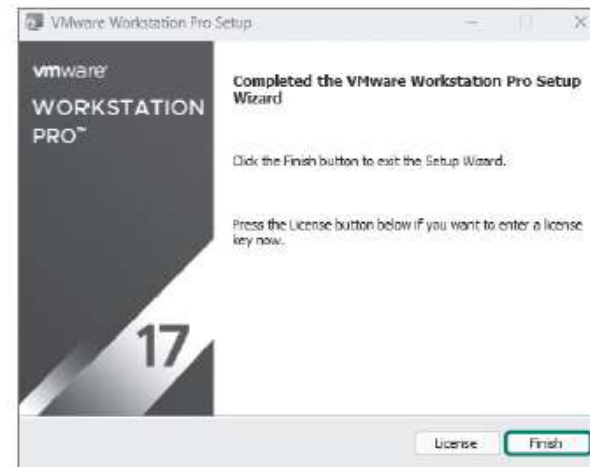 VMware Workstation Pro Setup
vmware®
WORKSTATION
PRO™
17
Completed the VMware Workstation Pro Setup
Wizard
Click the Finish button to exit the Setup Wizard.
Press the License button below if you want to enter a license
key now.
License
Finish